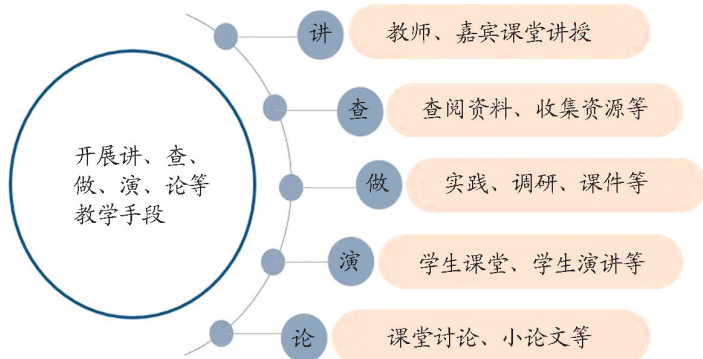 开展讲、查、
做、演、论等
教学手段
讲
教师、嘉宾课堂讲授
查
查阅资料、收集资源等
做
实践、调研、课件等
演
学生课堂、学生演讲等
论
课堂讨论、小论文等